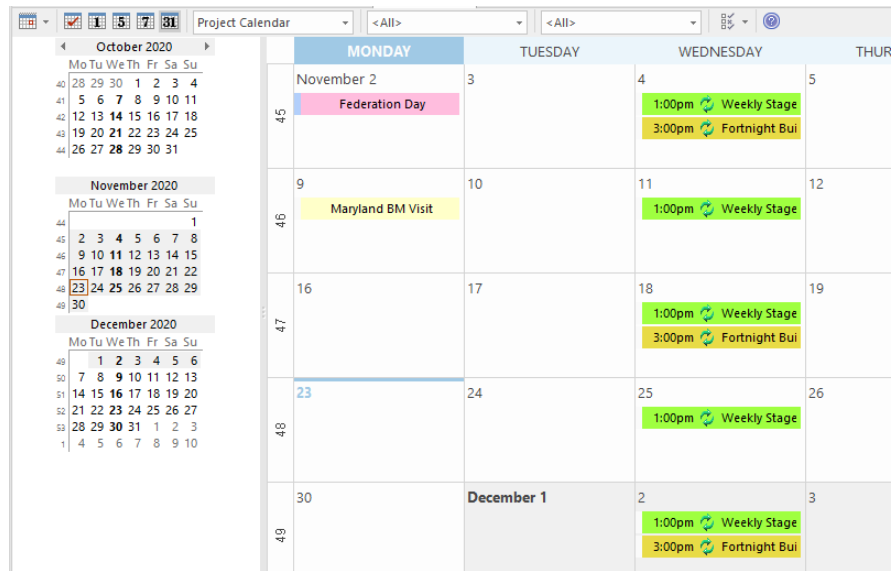 1 5 7 31 Project Calendar <All> <All>
October 2020
Mo Tu We Th Fr Sa Su
40 28 29 30 1 2 3 4
41 5 6 7 8 9 10 11
42 12 13 14 15 16 17 18
43 19 20 21 22 23 24 25
44 26 27 28 29 30 31
November 2020
Mo Tu We Th Fr Sa Su
44 1
45 2 3 4 5 6 7 8
46 9 10 11 12 13 14 15
47 16 17 18 19 20 21 22
48 23 24 25 26 27 28 29
49 30
December 2020
Mo Tu We Th Fr Sa Su
49 1 2 3 4 5 6
50 7 8 9 10 11 12 13
51 14 15 16 17 18 19 20
52 21 22 23 24 25 26 27
53 28 29 30 31 1 2 3
1 4 5 6 7 8 9 10
MONDAY TUESDAY WEDNESDAY THUR
45
November 2 3 4 5
Federation Day 1:00pm Weekly Stage
3:00pm Fortnight Bui
46
9 10 11 12
Maryland BM Visit 1:00pm Weekly Stage
47
16 17 18 19
1:00pm Weekly Stage
3:00pm Fortnight Bui
48
23 24 25 26
1:00pm Weekly Stage
49
30 December 1 2 3
1:00pm Weekly Stage
3:00pm Fortnight Bui